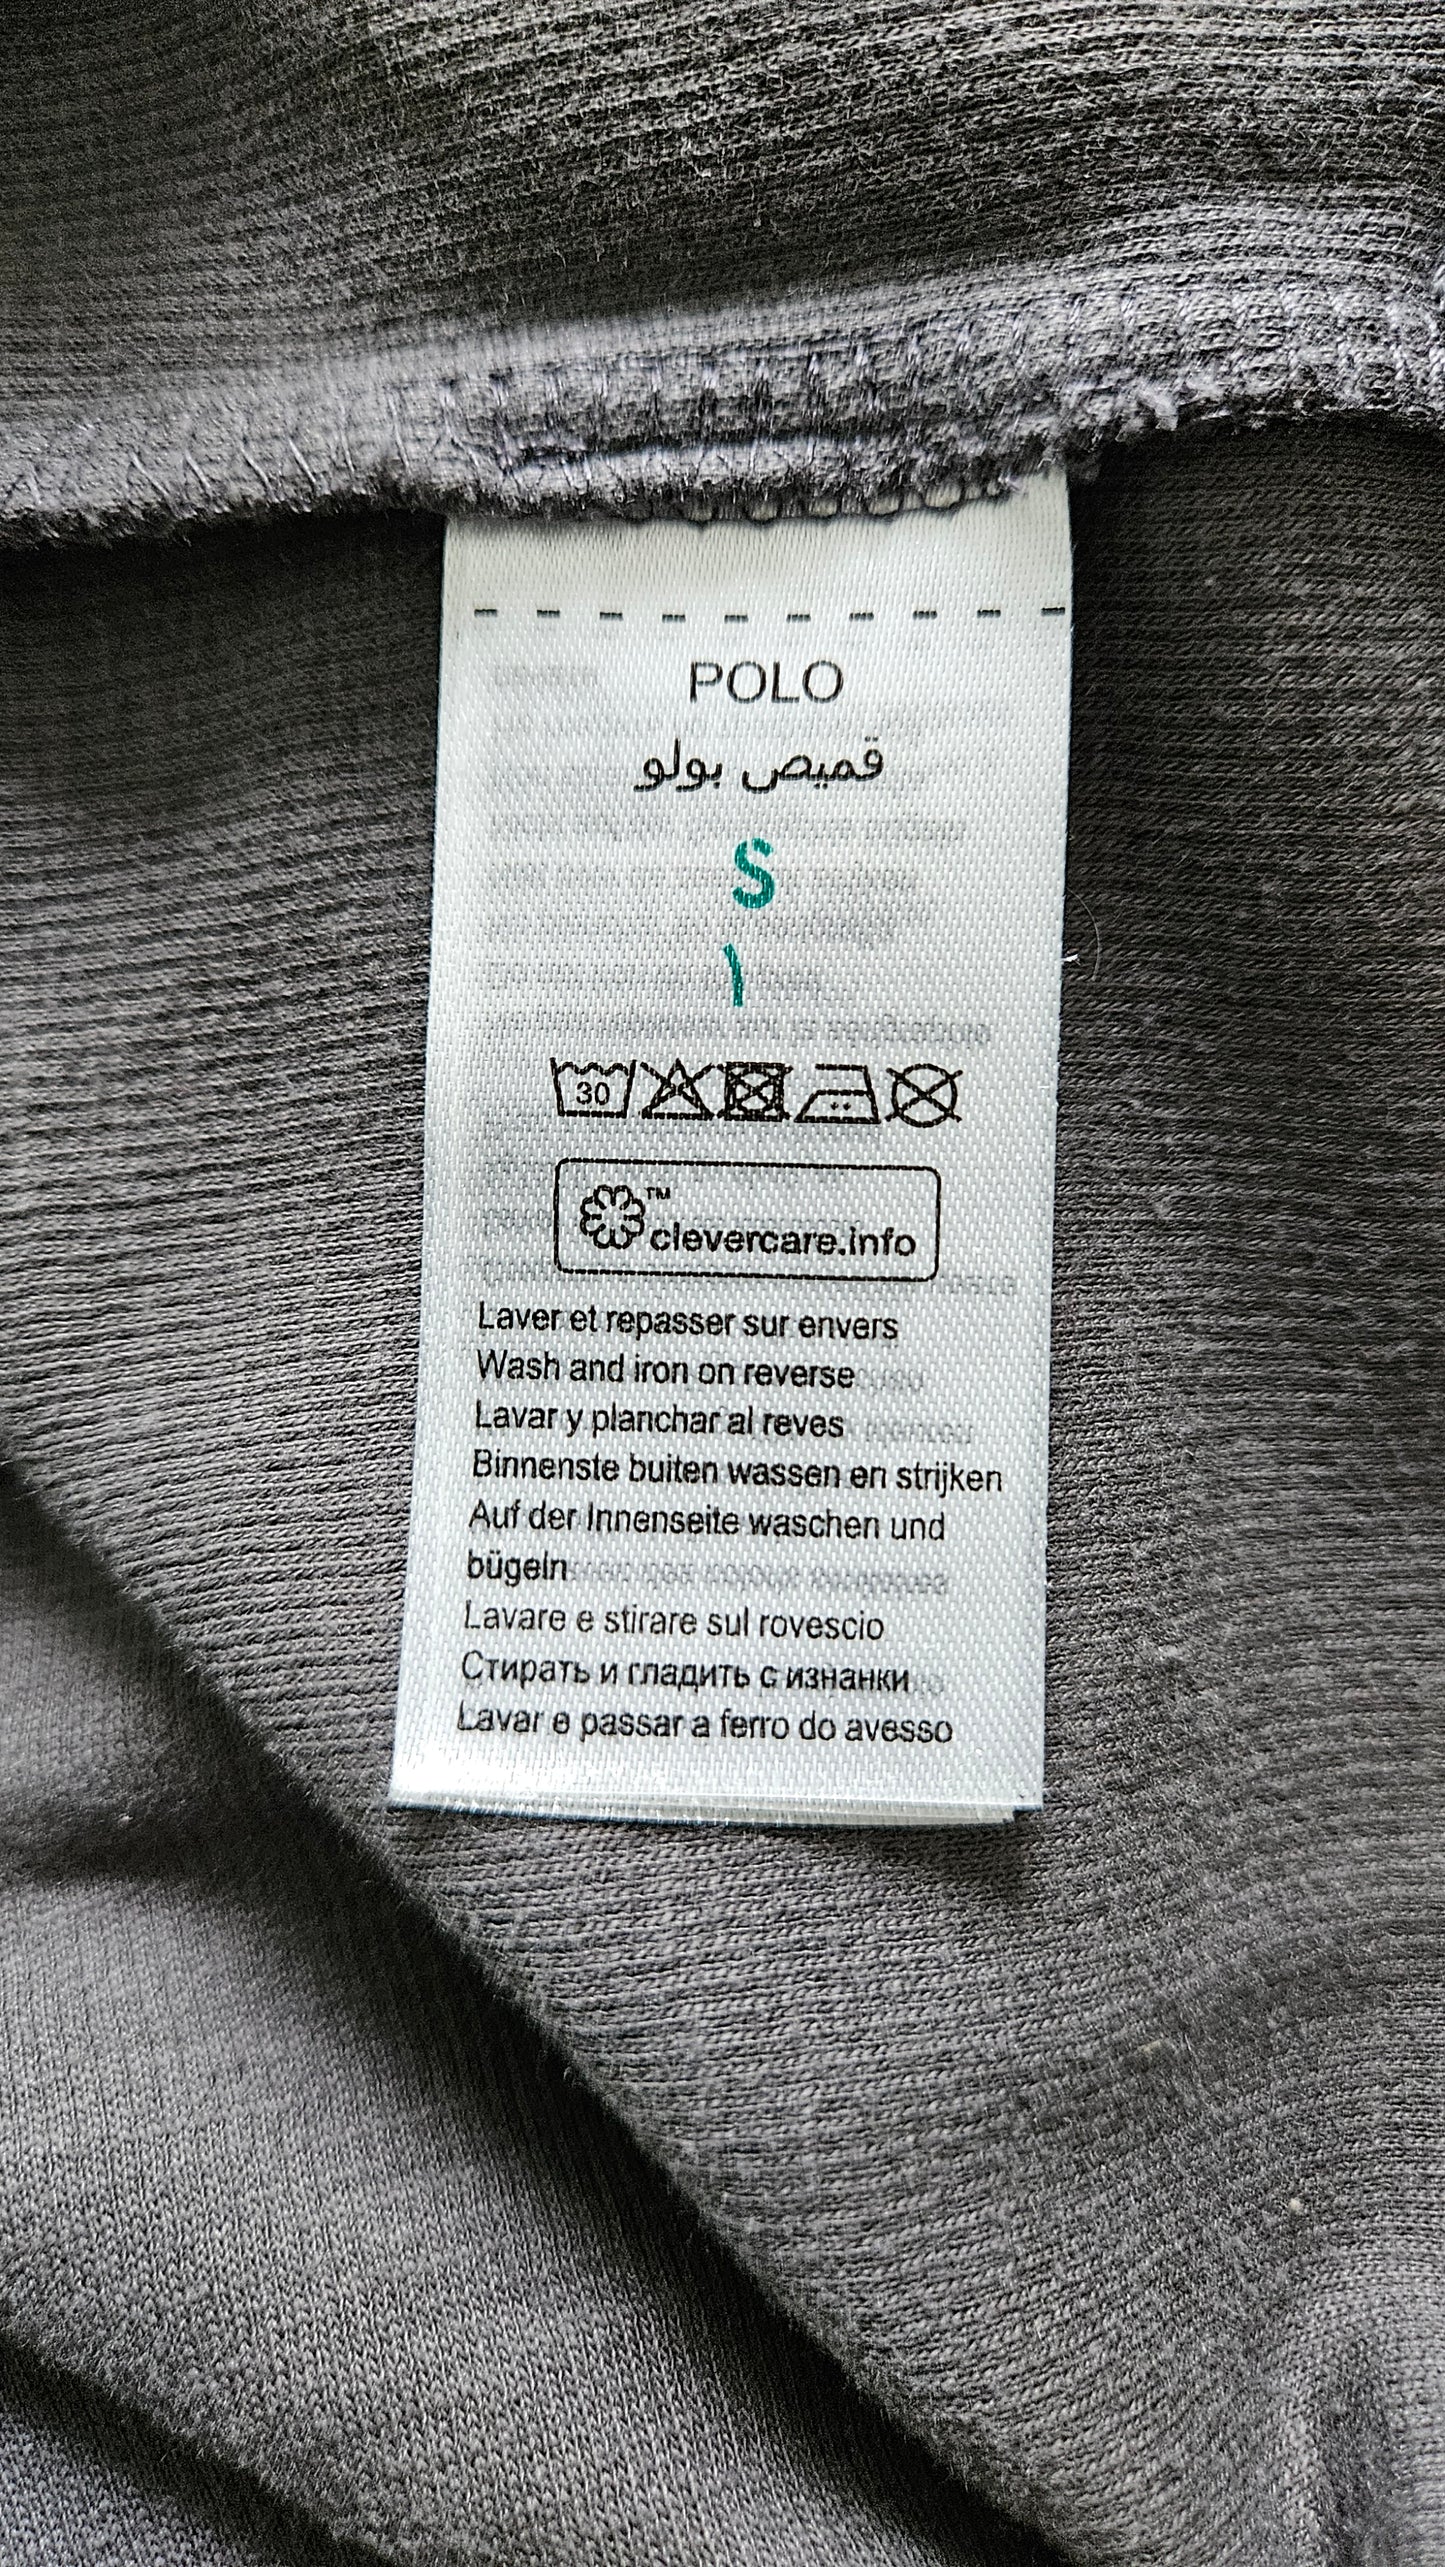 POLO
قميص بولو
S
١
30
™
clevercare.info
Laver et repasser sur envers
Wash and iron on reverse
Lavar y planchar al reves
Binnenste buiten wassen en strijken
Auf der Innenseite waschen und
bügeln
Lavare e stirare sul rovescio
Стирать и гладить с изнанки
Lavar e passar a ferro do avesso